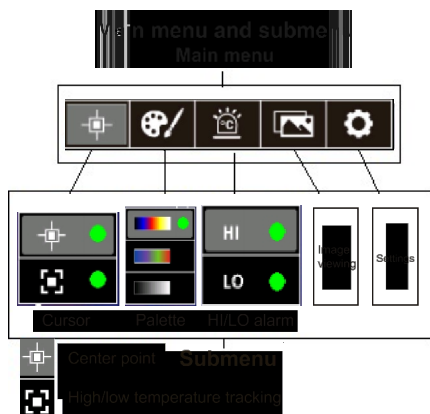 Main menu and submenu
Main menu
°C
HI
LO
Image
viewing
Settings
Cursor Palette HI/LO alarm
Submenu
Center point
High/low temperature tracking